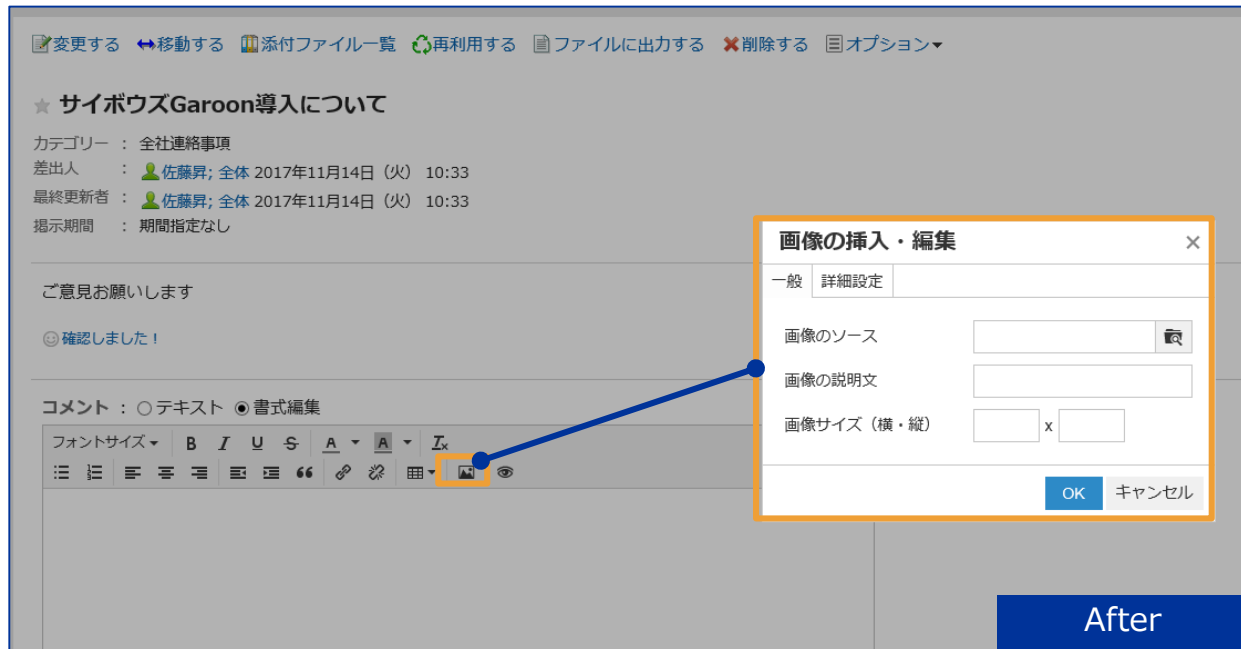 変更する 移動する 添付ファイル一覧 再利用する ファイルに出力する 削除する オプション
サイボウズGaroon導入について
カテゴリー : 全社連絡事項
差出人 : 佐藤昇; 全体 2017年11月14日（火） 10:33
最終更新者 : 佐藤昇; 全体 2017年11月14日（火） 10:33
掲示期間 : 期間指定なし
ご意見お願いします
確認しました！
コメント : テキスト 書式編集
フォントサイズ B I U S A A Tx
画像の挿入・編集 ×
一般 詳細設定
画像のソース
画像の説明文
画像サイズ（横・縦） x
OK キャンセル
After